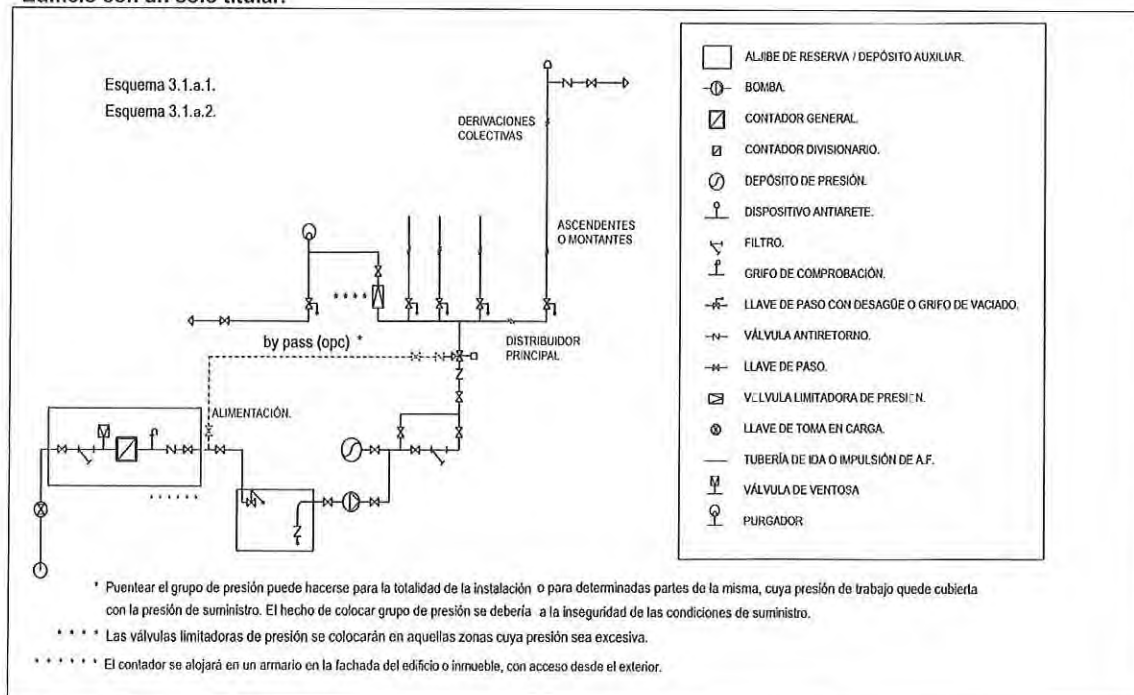 Edificio con un solo titular.
Esquema 3.1.a.1.
Esquema 3.1.a.2.
DERIVACIONES
COLECTIVAS
ASCENDENTES
O MONTANTES
* * * *
by pass (opc) *
DISTRIBUIDOR
PRINCIPAL
ALIMENTACIÓN.
* * * * * *
ALJIBE DE RESERVA / DEPÓSITO AUXILIAR.
BOMBA.
CONTADOR GENERAL.
CONTADOR DIVISIONARIO.
DEPÓSITO DE PRESIÓN.
DISPOSITIVO ANTIARETE.
FILTRO.
GRIFO DE COMPROBACIÓN.
LLAVE DE PASO CON DESAGÜE O GRIFO DE VACIADO.
VÁLVULA ANTIRETORNO.
LLAVE DE PASO.
LIMITADORA DE
LLAVE DE TOMA EN CARGA.
TUBERÍA DE IDA O IMPULSIÓN DE A.F.
VÁLVULA DE VENTOSA
PURGADOR
* Puentear el grupo de presión puede hacerse para la totalidad de la instalación o para determinadas partes de la misma, cuya presión de trabajo quede cubierta
con la presión de suministro. El hecho de colocar grupo de presión se debería a la inseguridad de las condiciones de suministro.
* * * * Las válvulas limitadoras de presión se colocarán en aquellas zonas cuya presión sea excesiva.
* * * * * * El contador se alojará en un armario en la fachada del edificio o inmueble, con acceso desde el exterior.